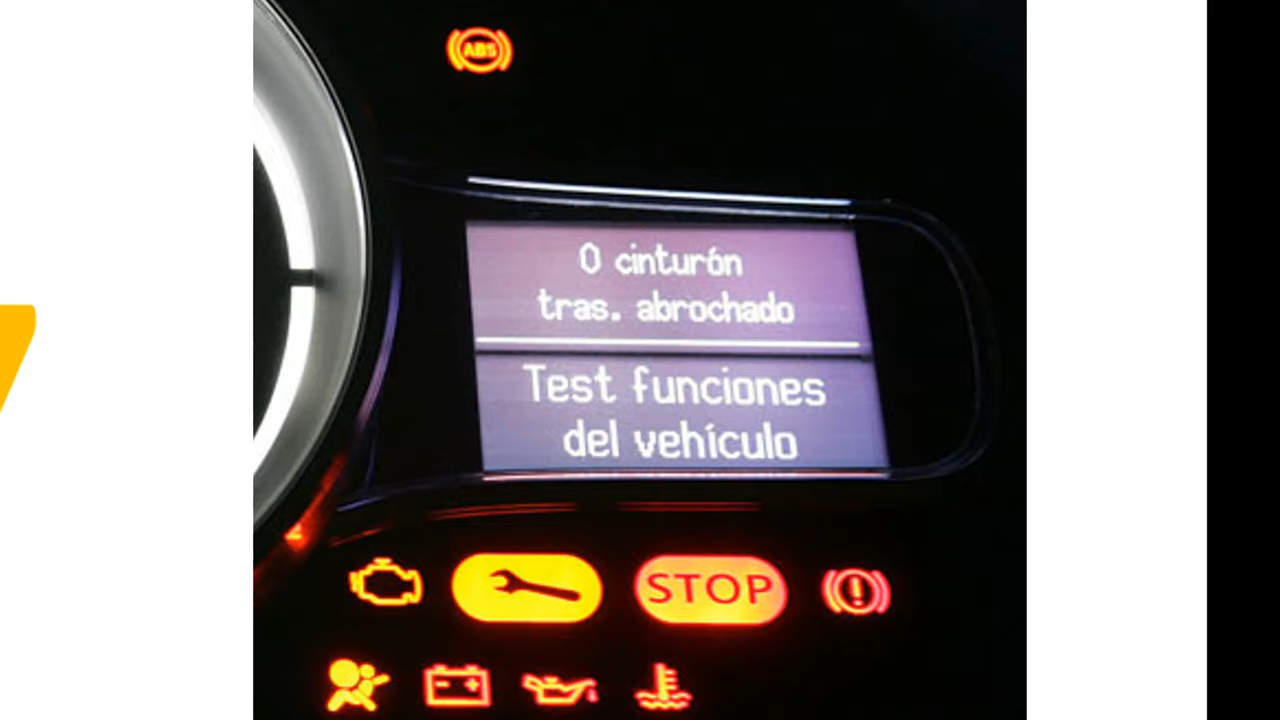 ABS
0 cinturón
tras. abrochado
Test funciones
del vehículo
STOP